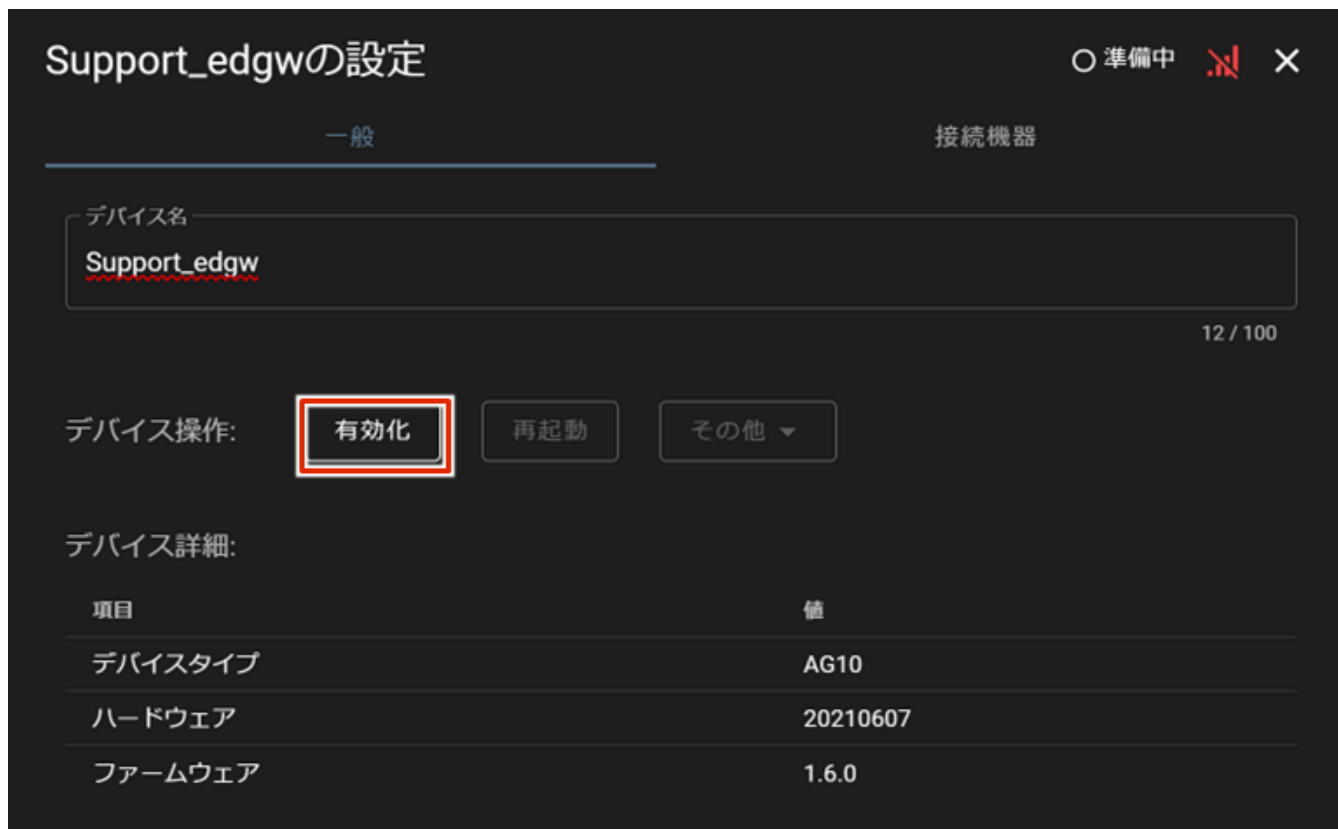 Support_edgwの設定 準備中
一般 接続機器
デバイス名
Support_edgw
12 / 100
デバイス操作: 有効化 再起動 その他
デバイス詳細:
項目 値
デバイスタイプ AG10
ハードウェア 20210607
ファームウェア 1.6.0